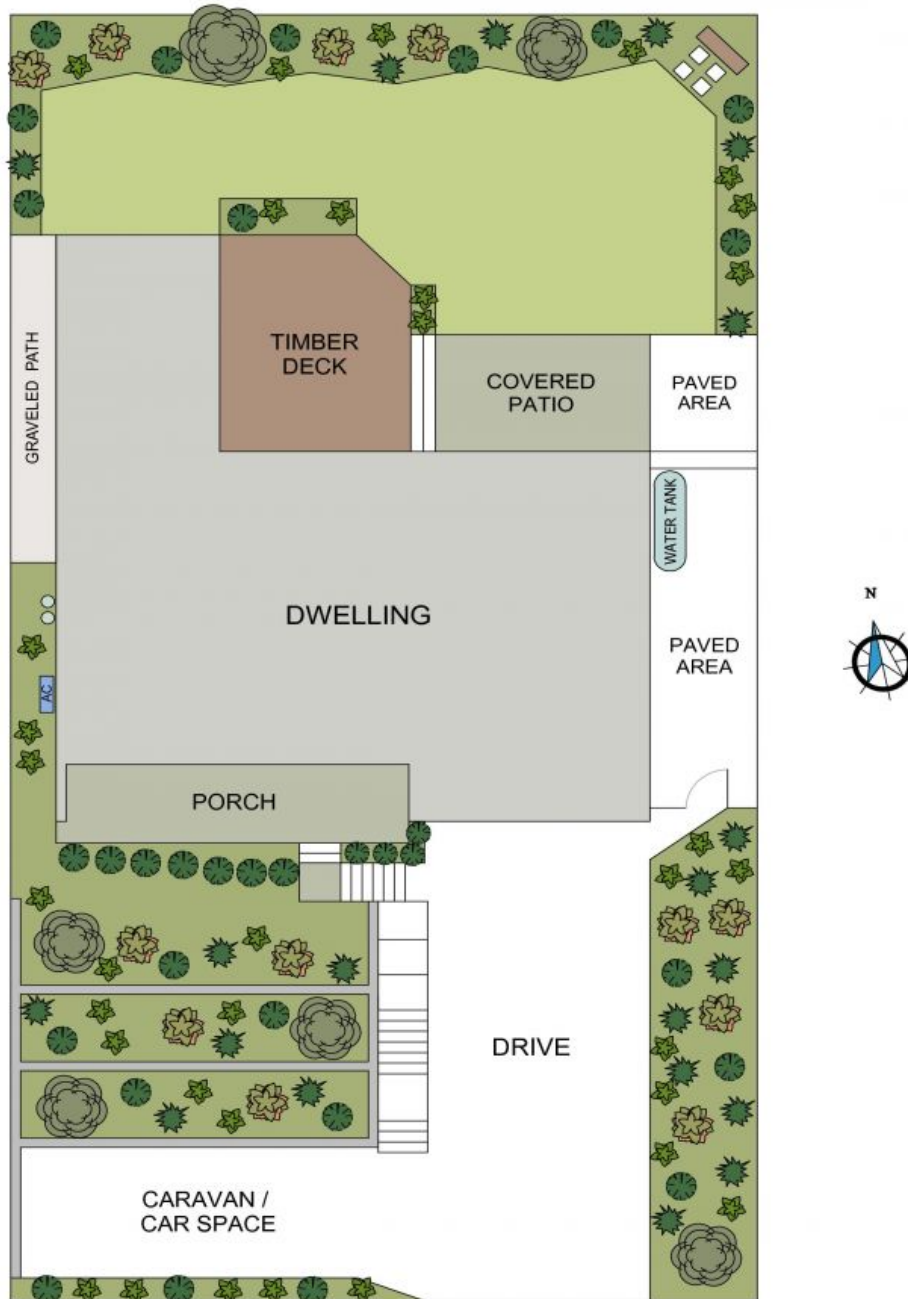 TIMBER
DECK
COVERED
PATIO
PAVED
AREA
GRAVELED PATH
WATER TANK
DWELLING
N
PAVED
AREA
AC
PORCH
DRIVE
CARAVAN /
CAR SPACE